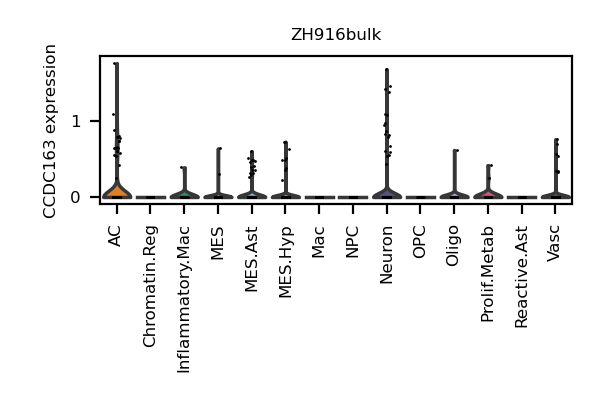 ZH916bulk
CCDC163 expression
1
0
AC
Chromatin.Reg
Inflammatory.Mac
MES
MES.Ast
MES.Hyp
Mac
NPC
Neuron
OPC
Oligo
Prolif.Metab
Reactive.Ast
Vasc